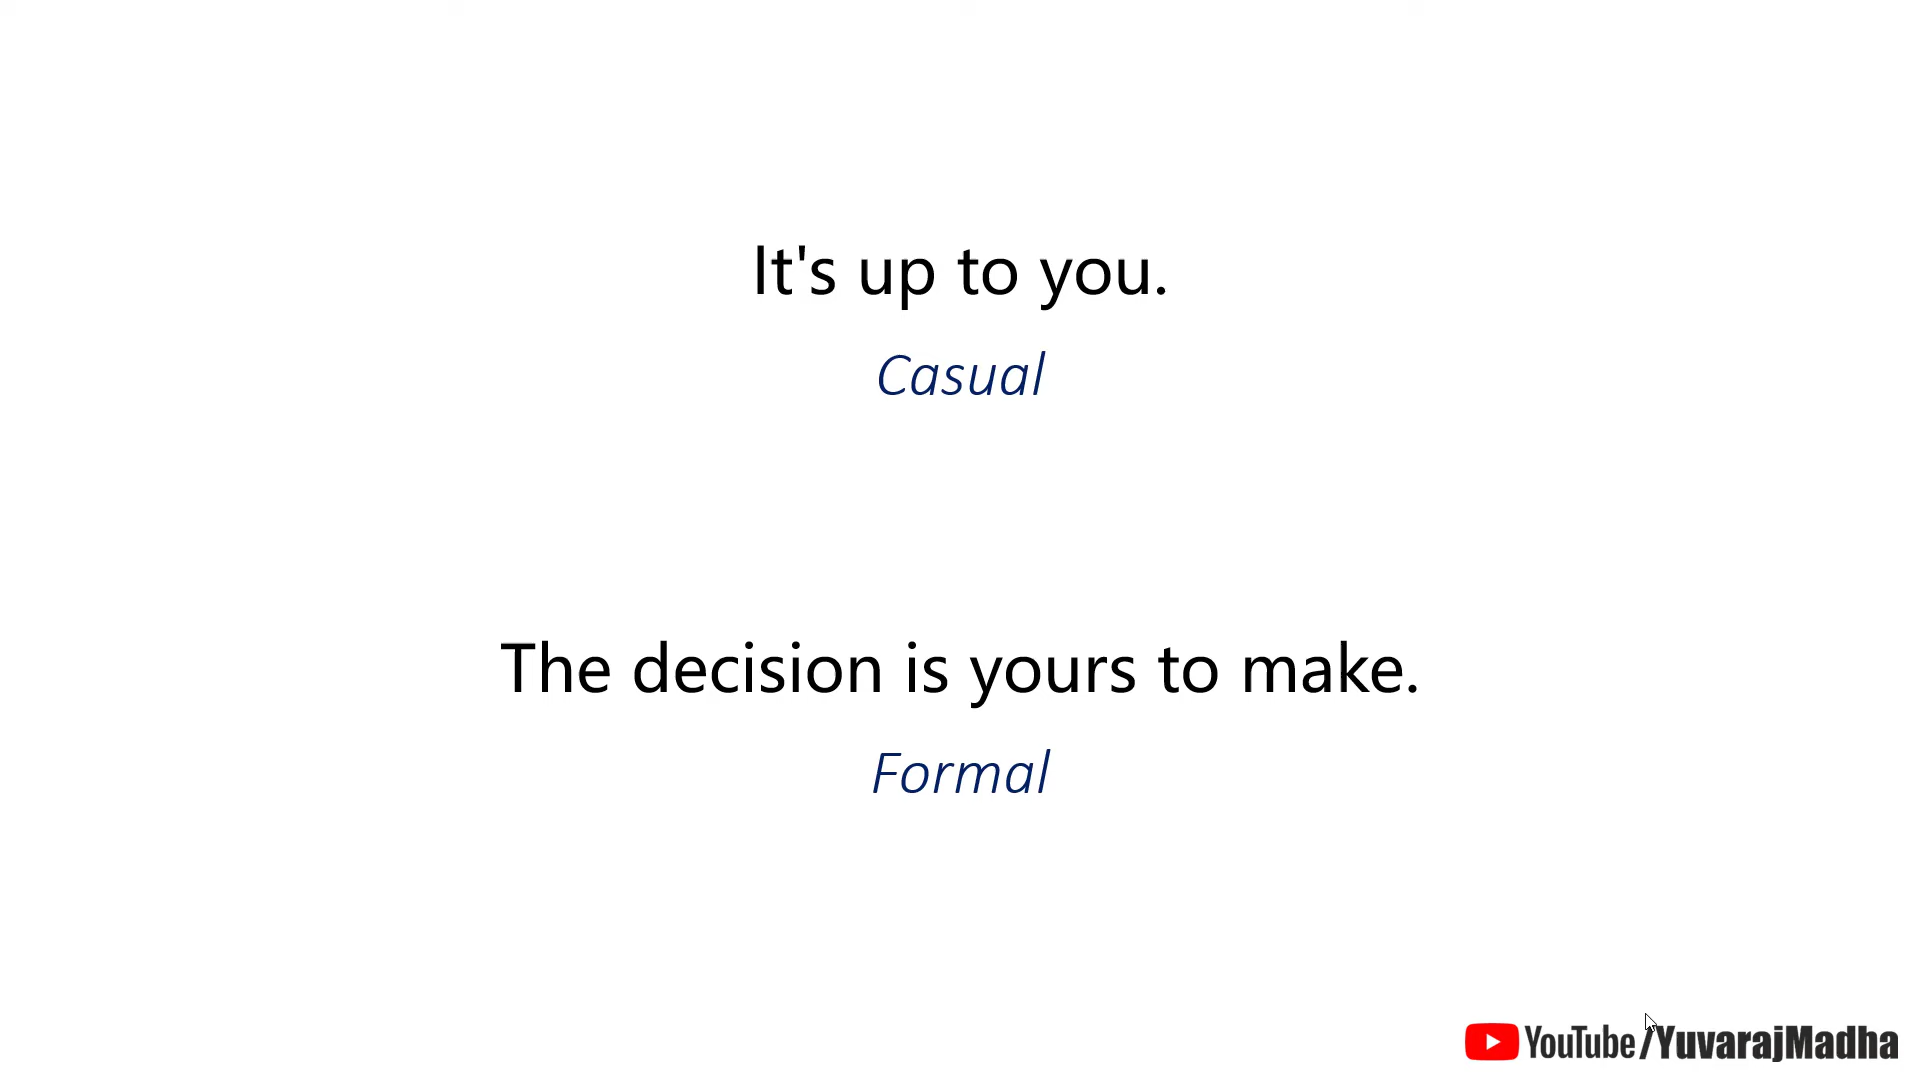 It's up to you.
Casual
The decision is yours to make.
Formal
YouTube/YuvarajMadha